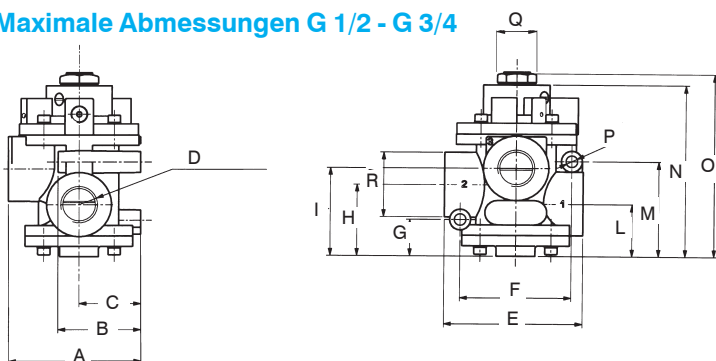 Maximale Abmessungen G 1/2 - G 3/4
Q
D
P
R
2
1
N
O
I
H
G
L
M
C
F
B
E
A